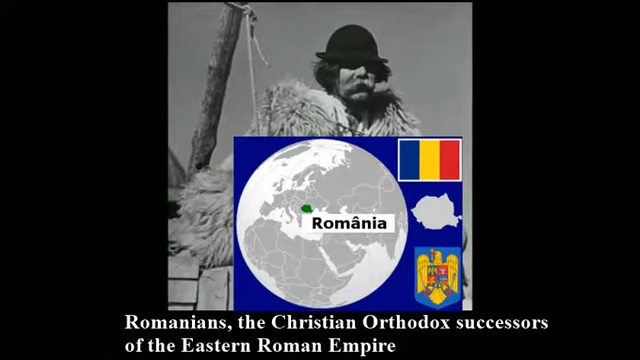 România
Romanians, the Christian Orthodox successors
of the Eastern Roman Empire